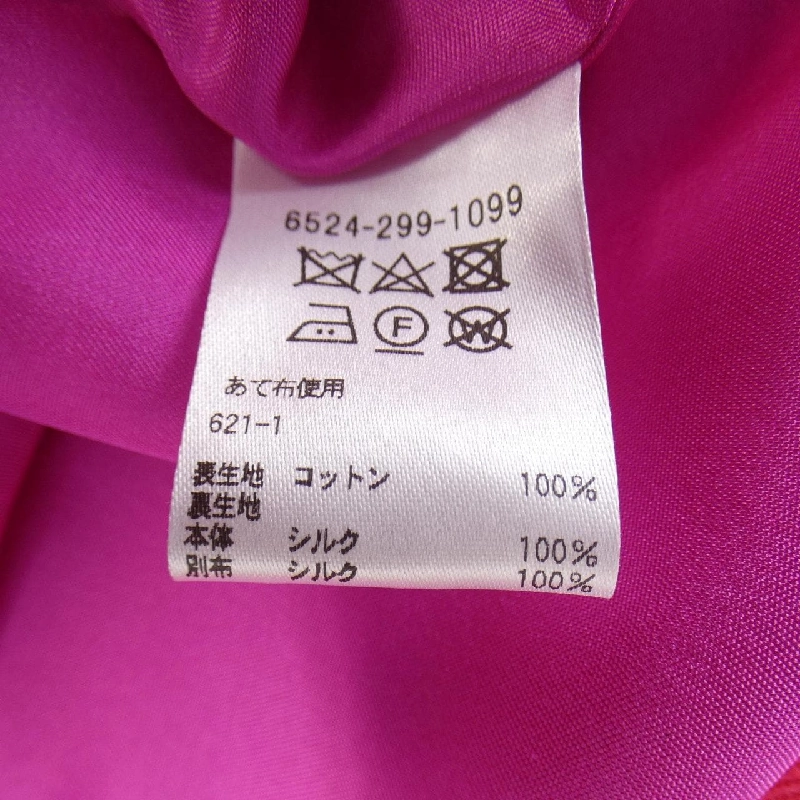 6524-299-1099
F W
あて布使用
621-1
表生地 コットン 100%
裏生地
本体 シルク 100%
別布 シルク 100%